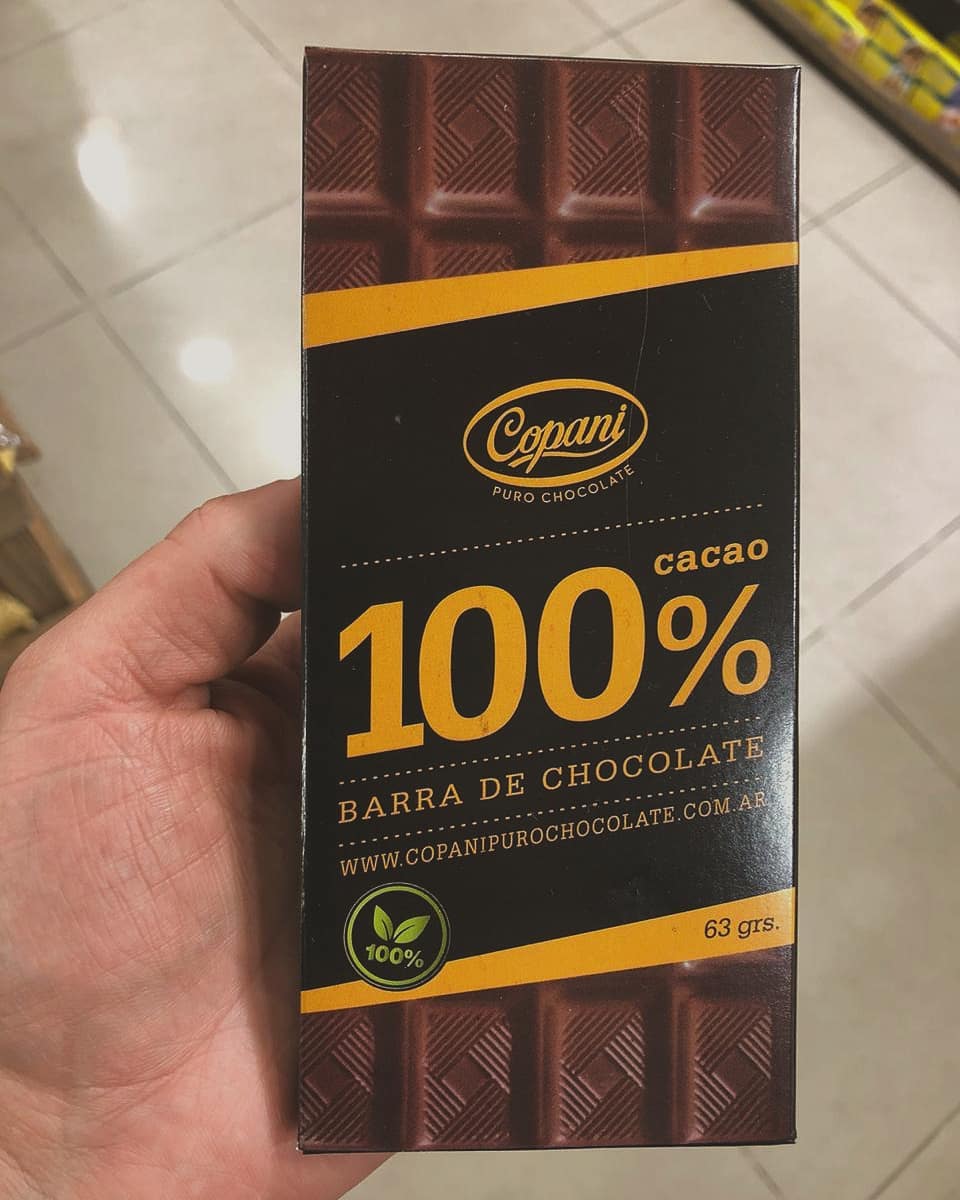 Copani
PURO CHOCOLATE
cacao
100%
BARRA DE CHOCOLATE
WWW.COPANIPUROCHOCOLATE.COM.AR
100%
63 grs.